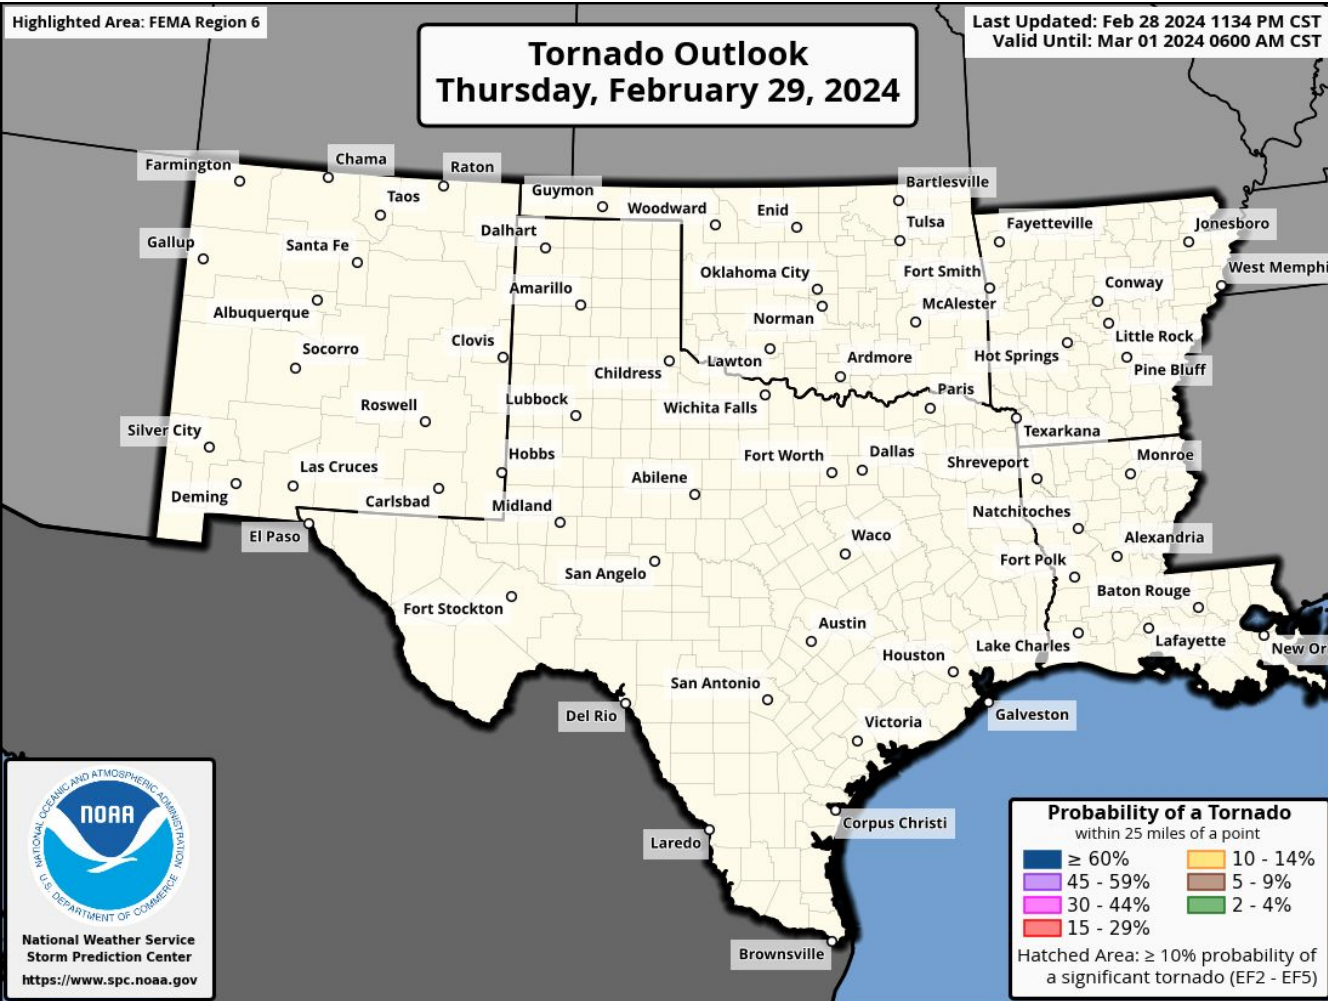 Highlighted Area: FEMA Region 6
Last Updated: Feb 28 2024 1134 PM CST
Valid Until: Mar 01 2024 0600 AM CST
Tornado Outlook
Thursday, February 29, 2024
Farmington
Chama
Raton
Taos
Guymon
Woodward
Enid
Bartlesville
Tulsa
Fayetteville
Jonesboro
Gallup
Santa Fe
Dalhart
Oklahoma City
Fort Smith
West Memphi
Amarillo
Conway
McAlester
Albuquerque
Norman
Little Rock
Socorro
Clovis
Childress
Lawton
Ardmore
Hot Springs
Pine Bluff
Roswell
Lubbock
Wichita Falls
Paris
Texarkana
Silver City
Las Cruces
Hobbs
Abilene
Fort Worth
Dallas
Shreveport
Monroe
Deming
Carlsbad
Midland
Natchitoches
El Paso
Waco
Alexandria
San Angelo
Fort Polk
Fort Stockton
Baton Rouge
Austin
Lake Charles
Lafayette
New Or
Houston
San Antonio
Del Rio
Victoria
Galveston
Corpus Christi
Laredo
Brownsville
NATIONAL OCEANIC AND ATMOSPHERIC ADMINISTRATION
NOAA
U.S. DEPARTMENT OF COMMERCE
National Weather Service
Storm Prediction Center
https://www.spc.noaa.gov
Probability of a Tornado
within 25 miles of a point
≥ 60%
45 - 59%
30 - 44%
15 - 29%
10 - 14%
5 - 9%
2 - 4%
Hatched Area: ≥ 10% probability of
a significant tornado (EF2 - EF5)